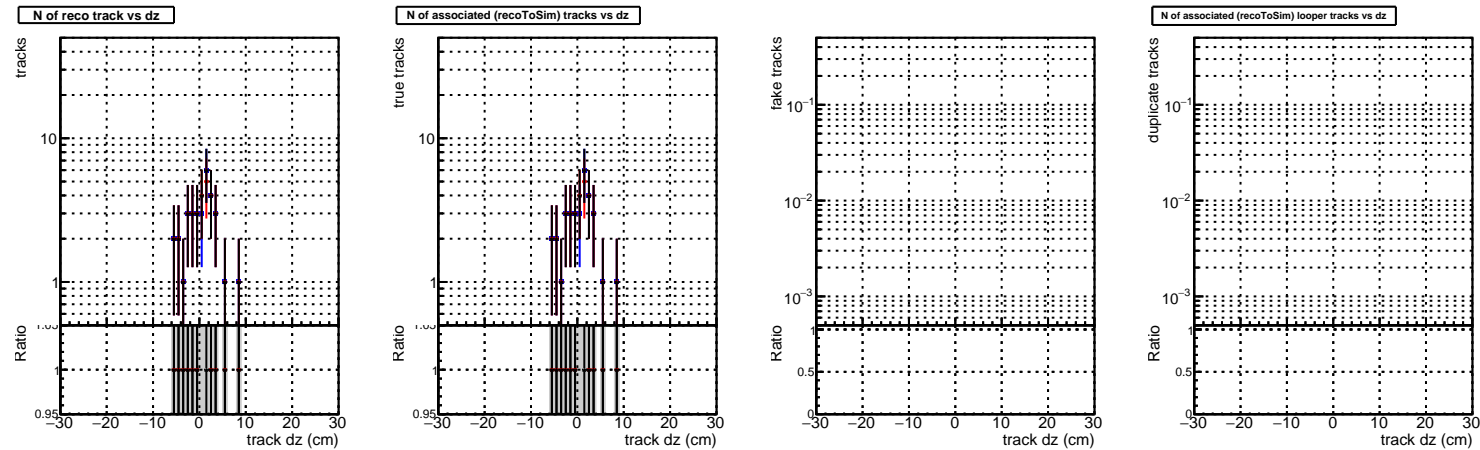 N of reco track vs dz
tracks
10
1
Ratio
1
0.95
−30 −20 −10 0 10 20 30
track dz (cm)
N of associated (recoToSim) tracks vs dz
true tracks
10
1
Ratio
1
0.95
−30 −20 −10 0 10 20 30
track dz (cm)
fake tracks
10−1
10−2
10−3
Ratio
1
0.5
0
−30 −20 −10 0 10 20 30
track dz (cm)
N of associated (recoToSim) looper tracks vs dz
duplicate tracks
10−1
10−2
10−3
Ratio
1
0.5
0
−30 −20 −10 0 10 20 30
track dz (cm)